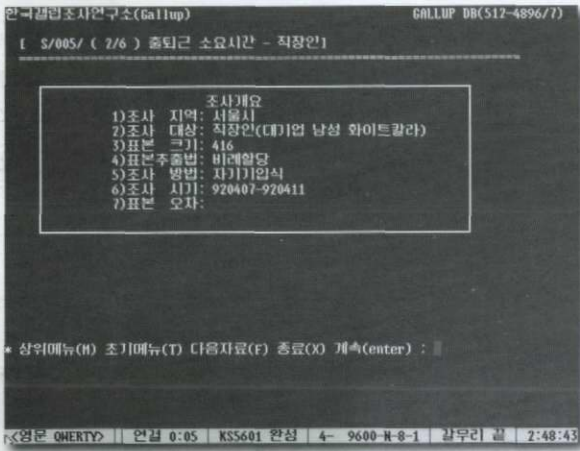 한국갤럽조사연구소(Gallup) GALLUP DB(512-4896/7)
[ S/005/ ( 2/6 ) 출퇴근 소요시간 - 직장인]
조사개요
1)조사 지역: 서울시
2)조사 대상: 직장인(대기업 남성 화이트칼라)
3)표본 크기: 416
4)표본추출법: 비례할당
5)조사 방법: 자기기입식
6)조사 시기: 920407-920411
7)표본 오차:
* 상위메뉴(M) 초기메뉴(T) 다음자료(F) 종료(X) 계속(enter) :
<영문 QWERTY> 연결 0:05 KS5601 완성 4- 9600-N-8-1 갈무리 끝 2:48:43